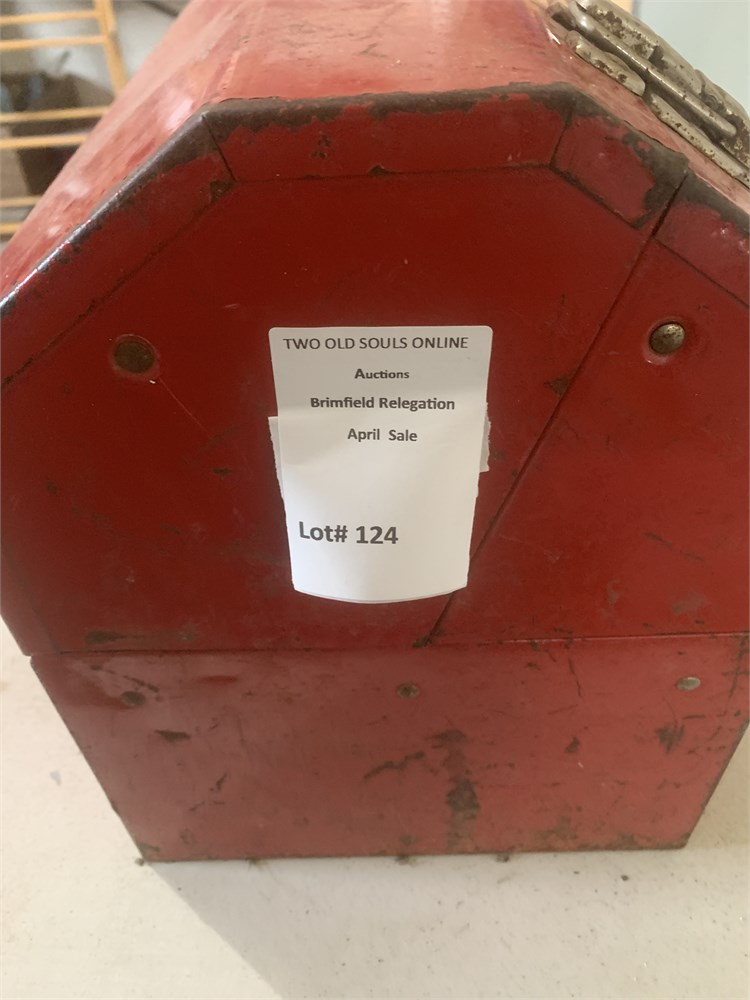 TWO OLD SOULS ONLINE
Auctions
Brimfield Relegation
April Sale
Lot# 124